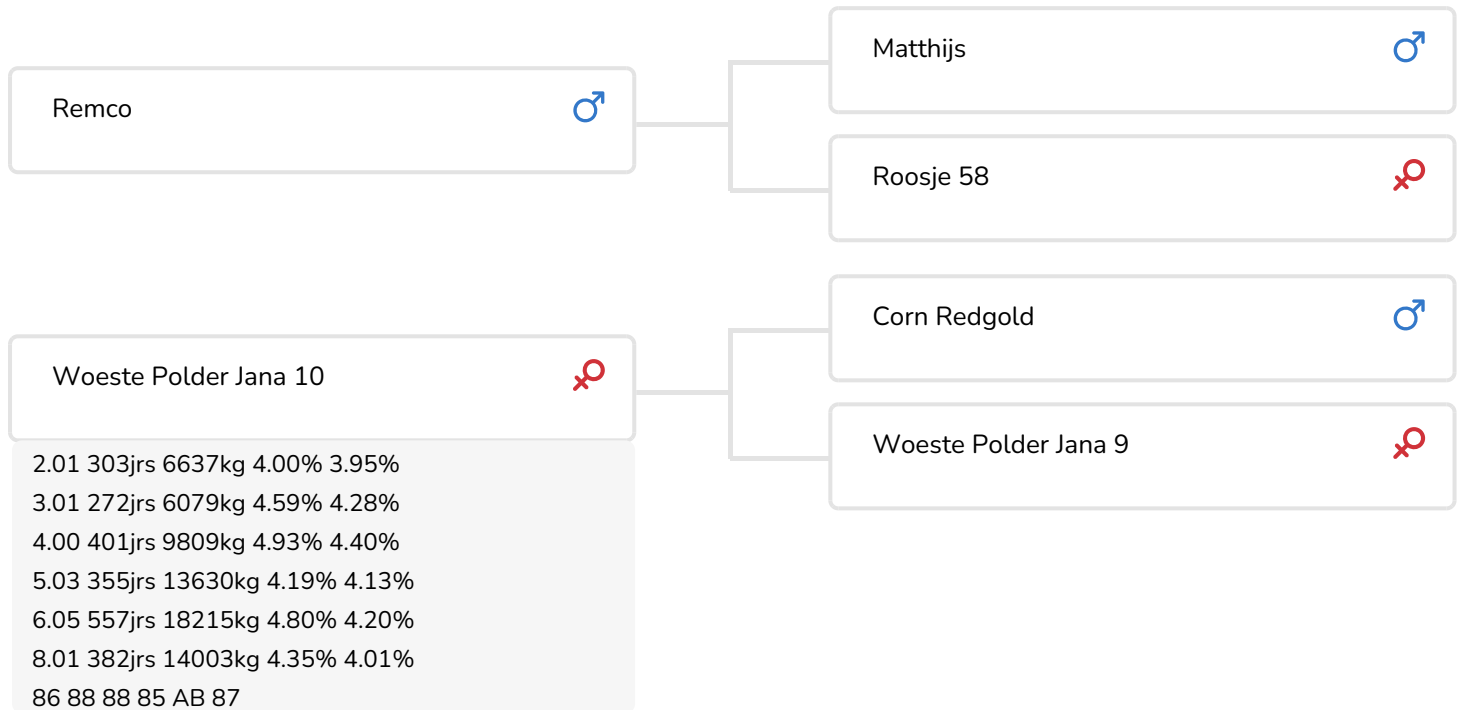 Remco
Matthijs
Roosje 58
Woeste Polder Jana 10
2.01 303jrs 6637kg 4.00% 3.95%
3.01 272jrs 6079kg 4.59% 4.28%
4.00 401jrs 9809kg 4.93% 4.40%
5.03 355jrs 13630kg 4.19% 4.13%
6.05 557jrs 18215kg 4.80% 4.20%
8.01 382jrs 14003kg 4.35% 4.01%
86 88 88 85 AB 87
Corn Redgold
Woeste Polder Jana 9